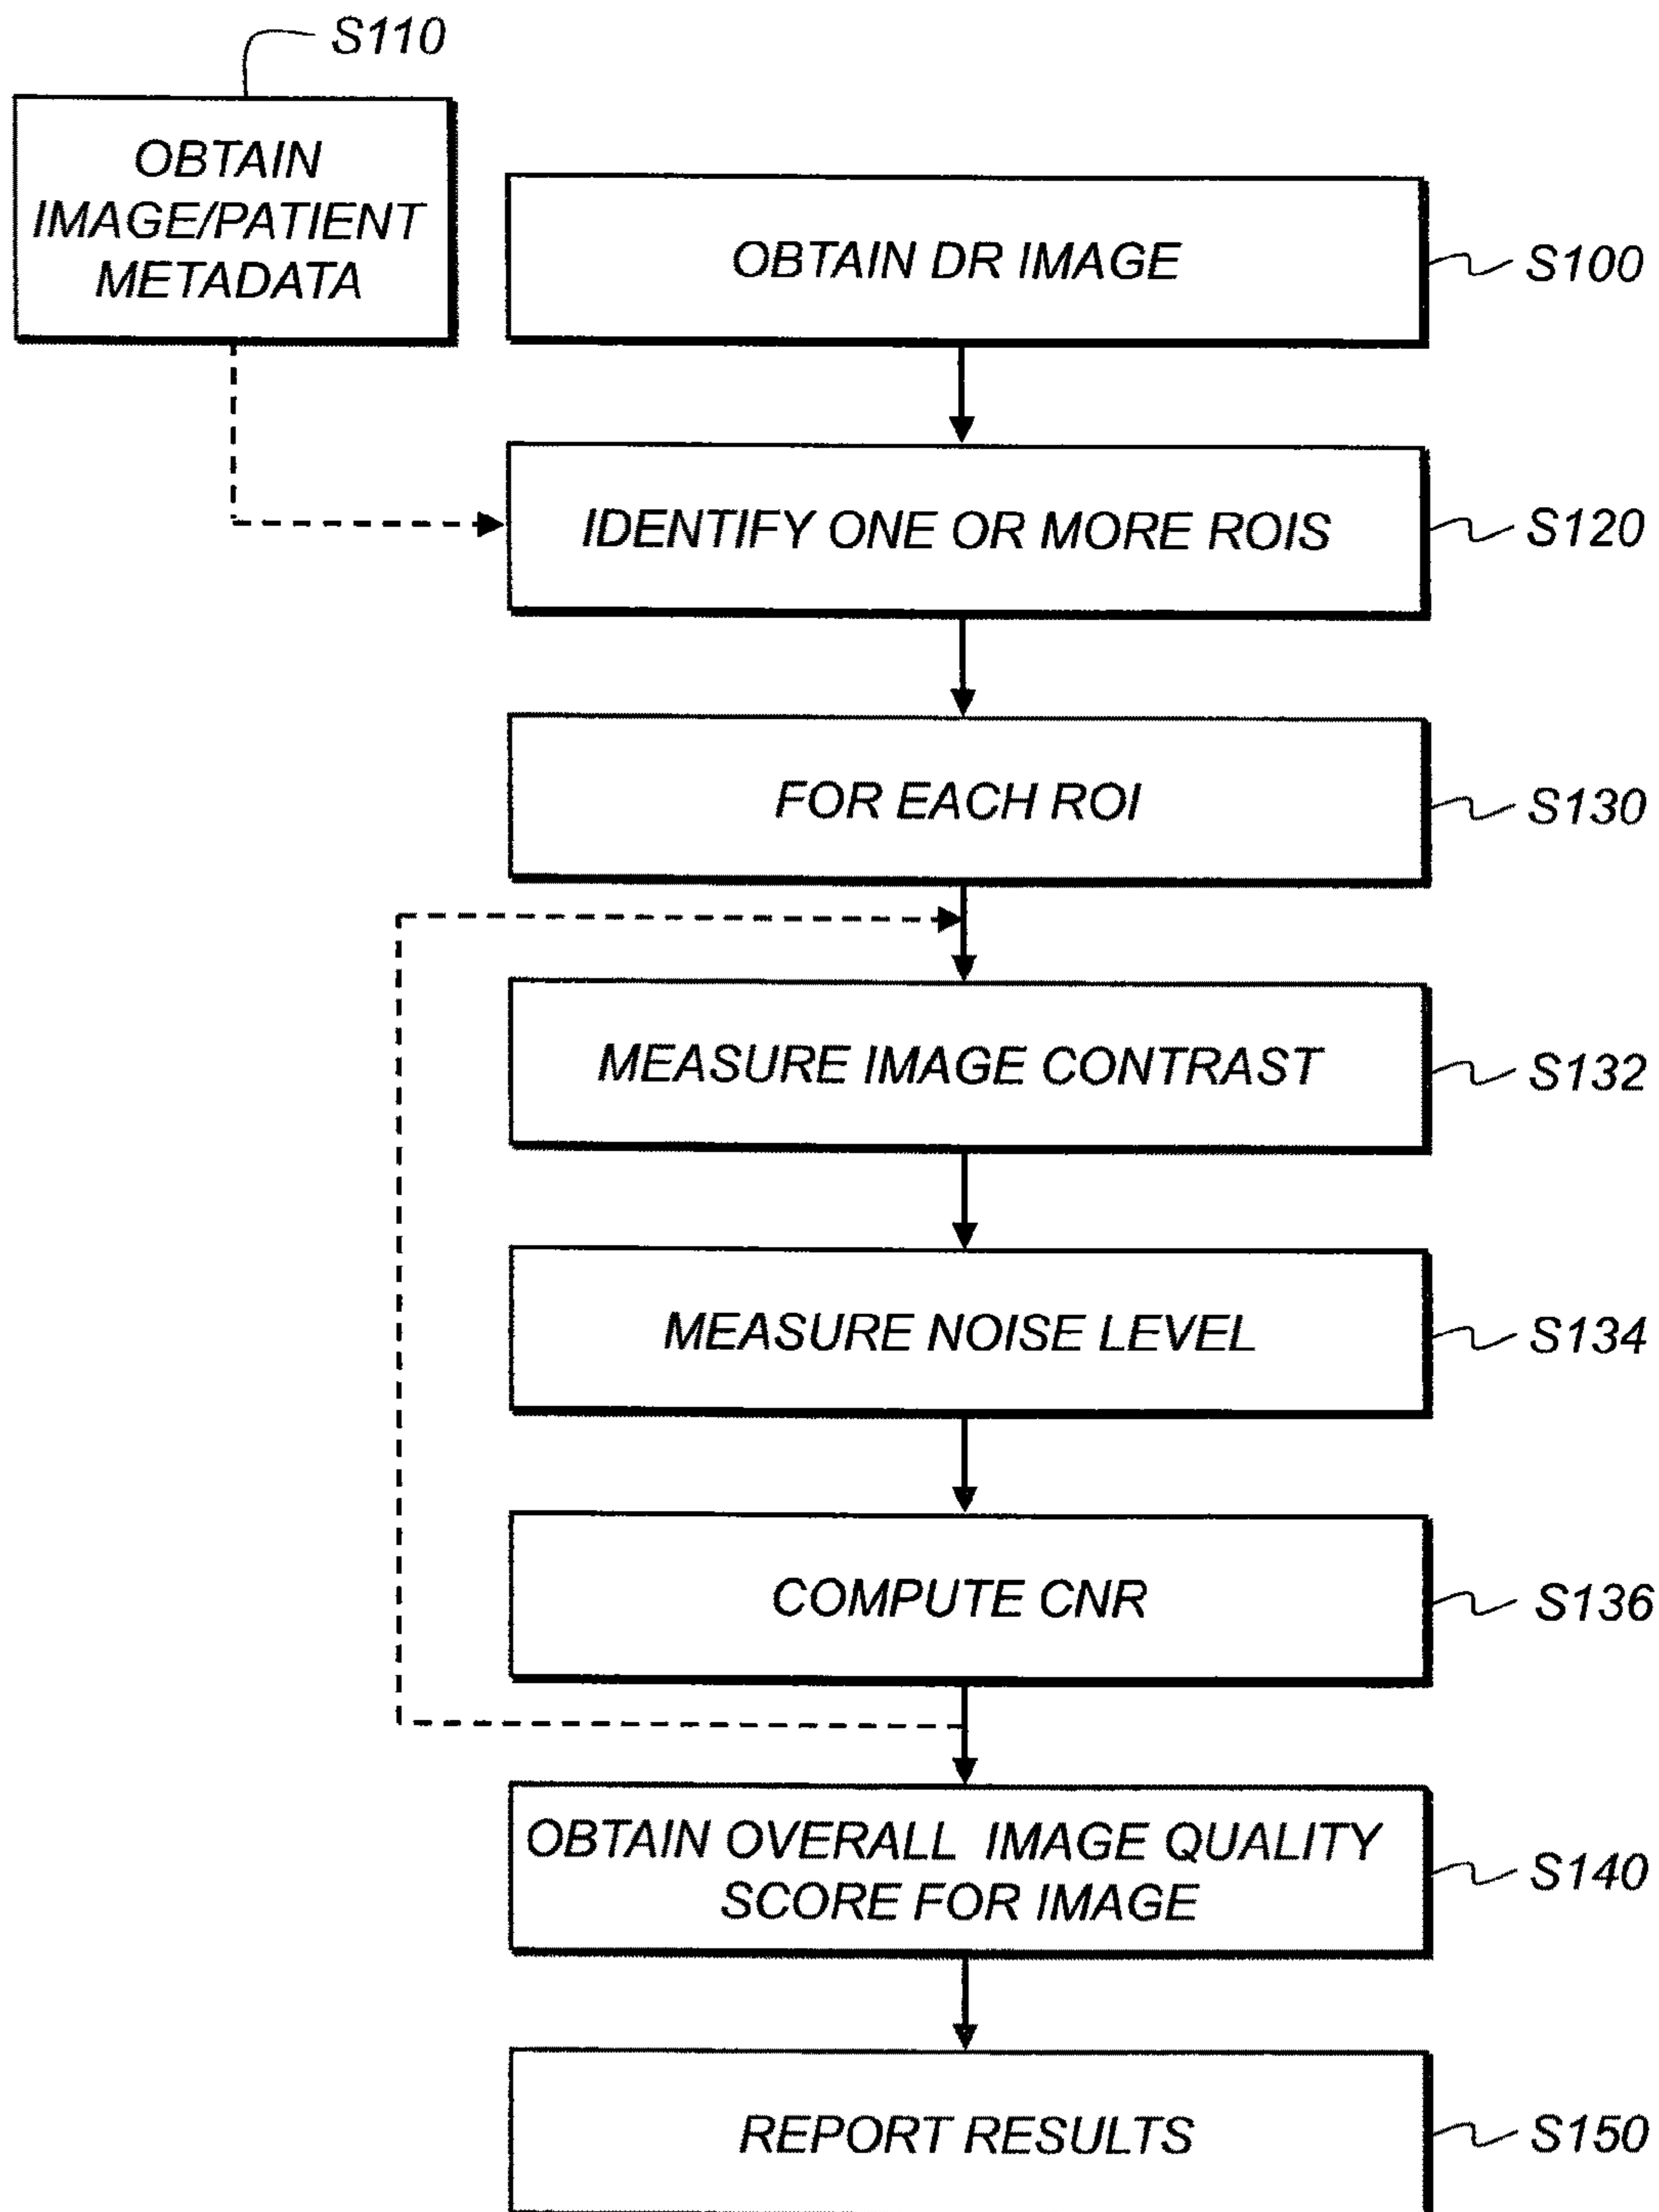 S110
OBTAIN
IMAGE/PATIENT
METADATA
OBTAIN DR IMAGE
S100
IDENTIFY ONE OR MORE ROIS
S120
FOR EACH ROI
S130
MEASURE IMAGE CONTRAST
S132
MEASURE NOISE LEVEL
S134
COMPUTE CNR
S136
OBTAIN OVERALL IMAGE QUALITY
SCORE FOR IMAGE
S140
REPORT RESULTS
S150